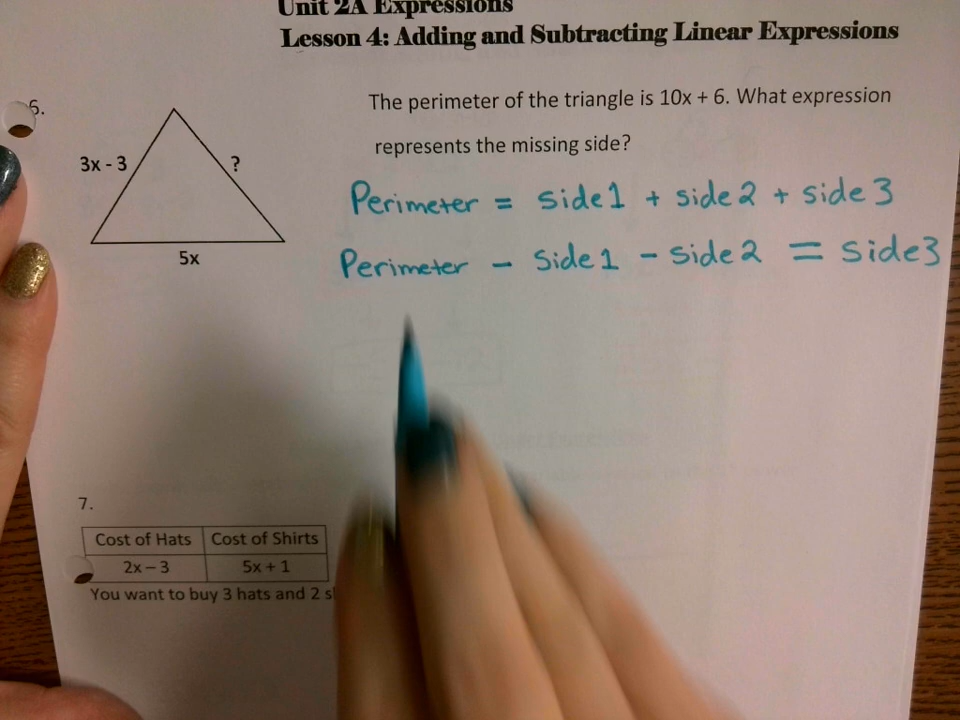 Unit 2A Expressions
Lesson 4: Adding and Subtracting Linear Expressions
6.
The perimeter of the triangle is 10x + 6. What expression
represents the missing side?
3x - 3
?
5x
Perimeter = side 1 + side 2 + side 3
Perimeter - side 1 - side 2 = side 3
7.
Cost of Hats Cost of Shirts
2x – 3 5x + 1
You want to buy 3 hats and 2